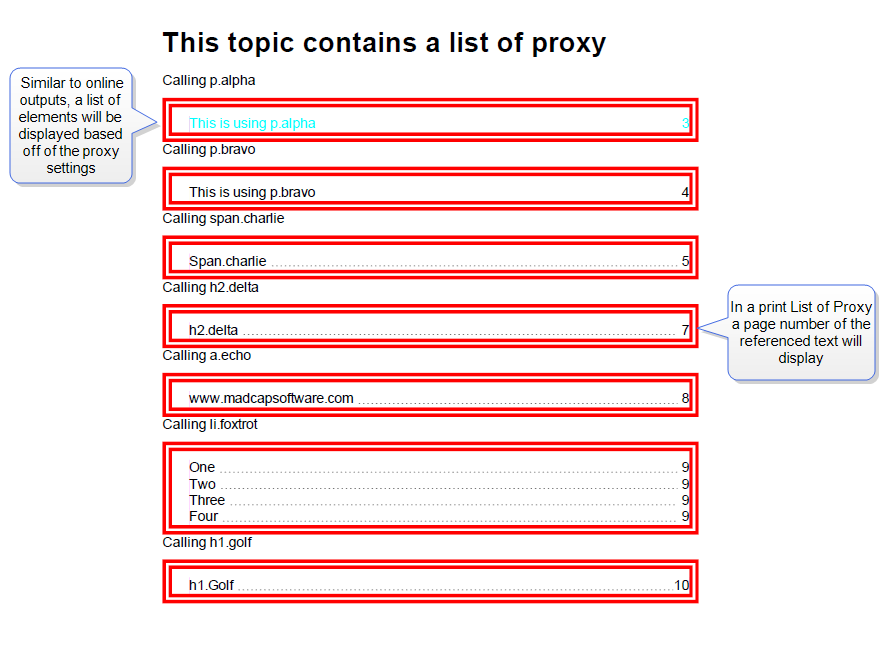 This topic contains a list of proxy
Calling p.alpha
Similar to online
outputs, a list of
elements will be
displayed based
off of the proxy
settings
This is using p.alpha 3
Calling p.bravo
This is using p.bravo 4
Calling span.charlie
Span.charlie 5
Calling h2.delta
h2.delta 7
In a print List of Proxy
a page number of the
referenced text will
display
Calling a.echo
www.madcapsoftware.com 8
Calling li.foxtrot
One 9
Two 9
Three 9
Four 9
Calling h1.golf
h1.Golf 10